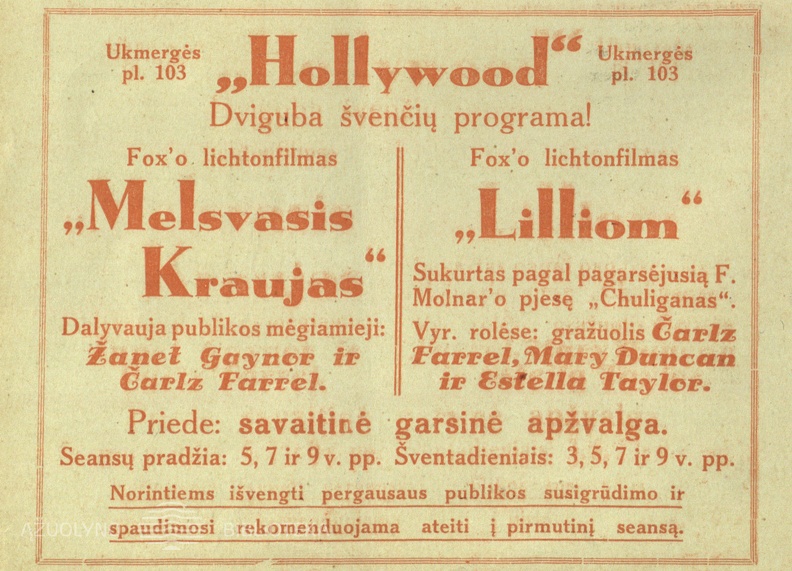 Ukmergės
pl. 103
„Hollywood“
Ukmergės
pl. 103
Dviguba švenčių programa!
Fox'o lichtonfilmas
„Melsvasis
Kraujas“
Dalyvauja publikos mėgiamieji:
Žanet Gaynor ir
Čarlz Farrel.
Fox'o lichtonfilmas
„Lilliom“
Sukurtas pagal pagarsėjusią F.
Molnar'o pjesę „Chuliganas“.
Vyr. rolėse: gražuolis Čarlz
Farrel, Mary Duncan
ir Estella Taylor.
Priede: savaitinė garsinė apžvalga.
Seansų pradžia: 5, 7 ir 9 v. pp. Šventadieniais: 3, 5, 7 ir 9 v. pp.
Norintiems išvengti pergausaus publikos susigrūdimo ir
spaudimosi rekomenduojama ateiti į pirmutinį seansą.